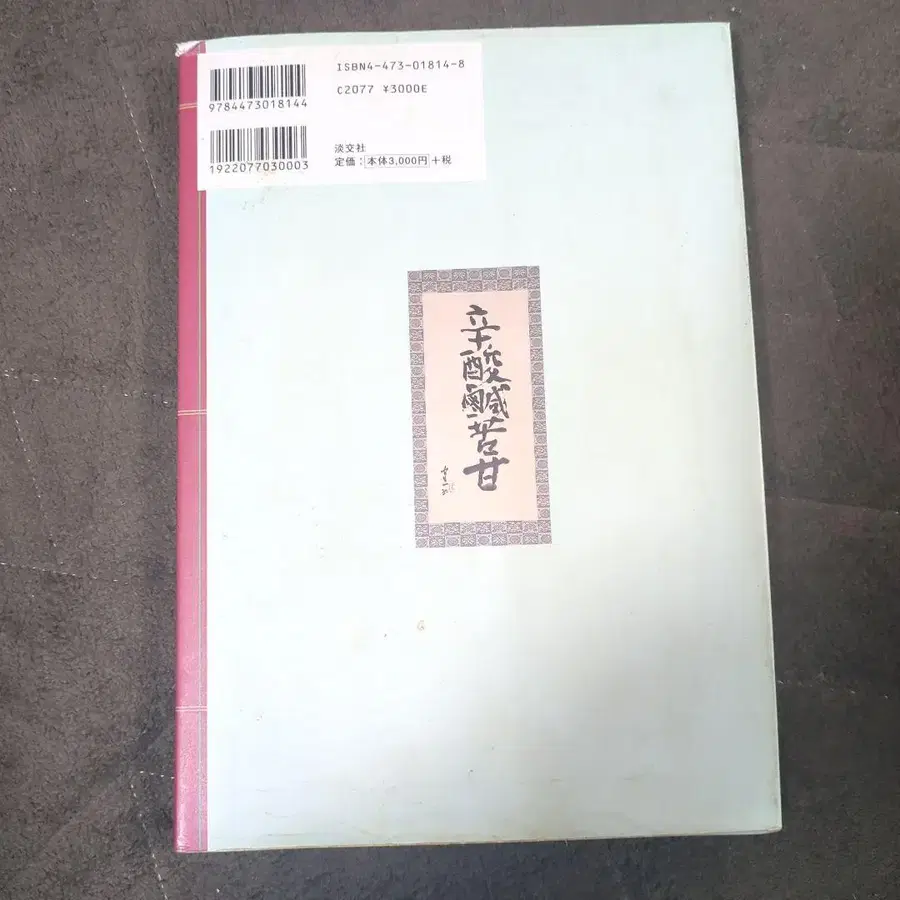 ISBN4-473-01814-8
C2077 ¥3000E
9784473018144
1922077030003
淡交社
定価：本体3,000円＋税
辛酸鹹苦甘